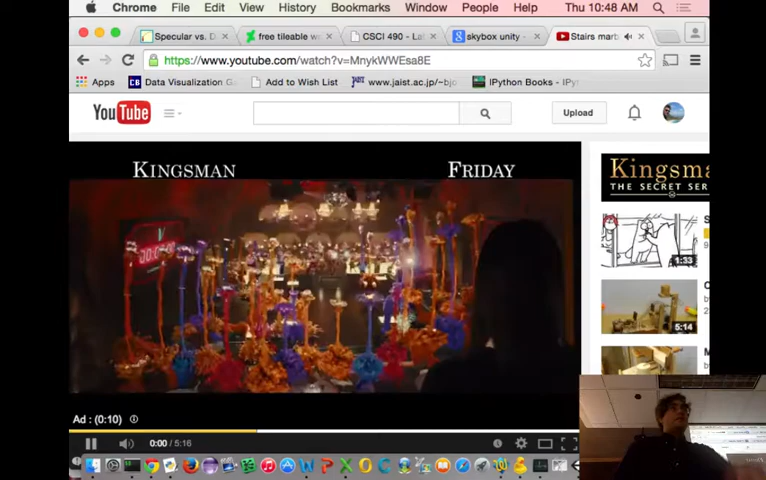 Chrome File Edit View History Bookmarks Window People Help Thu 10:48 AM
Specular vs. D
free tileable w
CSCI 490 - La
skybox unity -
Stairs marb
https://www.youtube.com/watch?v=MnykWWEsa8E
Apps
Data Visualization
Add to Wish List
www.jaist.ac.jp/~bjo
IPython Books - IPy
YouTube
Upload
KINGSMAN
FRIDAY
Kingsma
THE SECRET SER
1:33
5:14
Ad : (0:10)
0:00 / 5:16